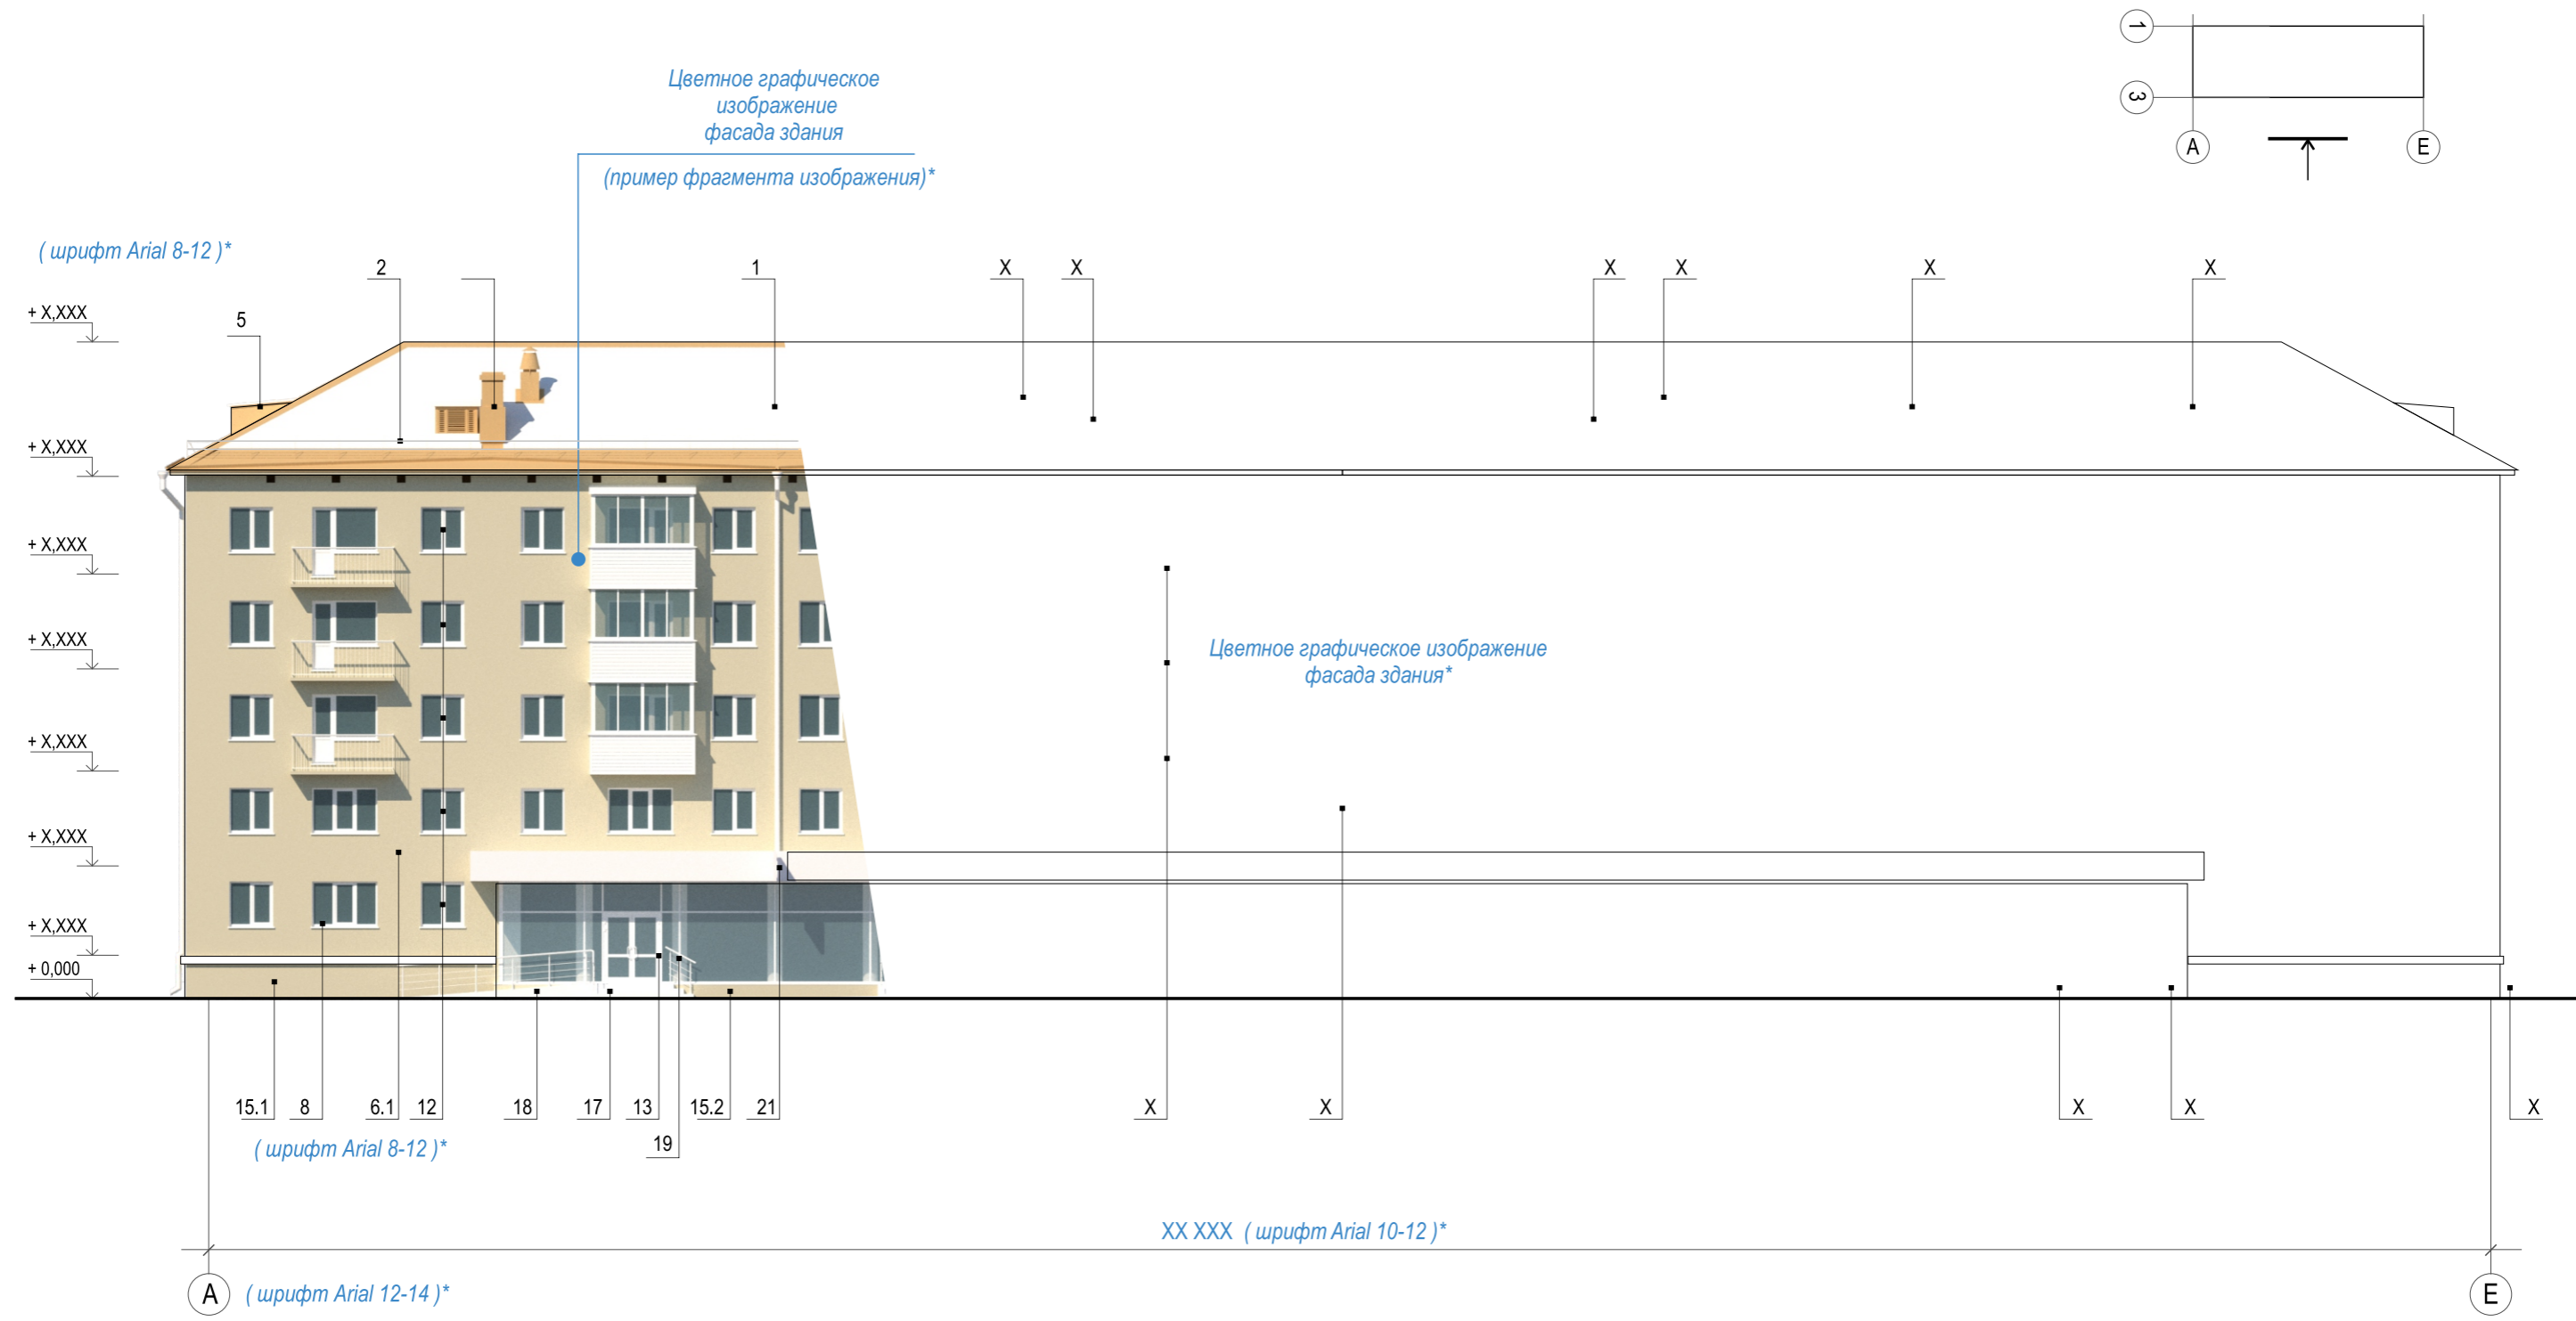 1
3
А
Е
Цветное графическое
изображение
фасада здания
(пример фрагмента изображения)*
( шрифт Arial 8-12 )*
2
1
X
X
X
X
X
X
5
+ X,XXX
+ X,XXX
+ X,XXX
+ X,XXX
+ X,XXX
+ X,XXX
+ X,XXX
+ 0,000
Цветное графическое изображение
фасада здания*
15.1
8
6.1
12
18
17
13
15.2
21
X
X
X
X
X
19
( шрифт Arial 8-12 )*
XX XXX ( шрифт Arial 10-12 )*
А
( шрифт Arial 12-14 )*
Е